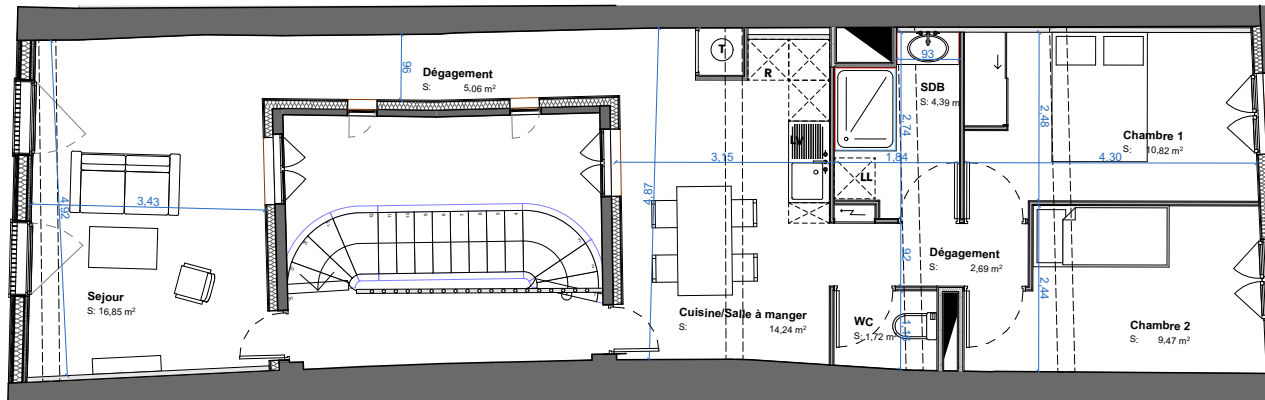 Dégagement
S: 5,06 m²
96
T
R
93
SDB
S: 4,39 m
2,74
2,48
Chambre 1
S: 10,82 m²
LV
3,15
1,84
4,30
LL
4,92
3,43
4,87
Dégagement
S: 2,69 m²
92
2,44
Sejour
S: 16,85 m²
Cuisine/Salle à manger
S: 14,24 m²
WC
S: 1,72 m²
Chambre 2
S: 9,47 m²